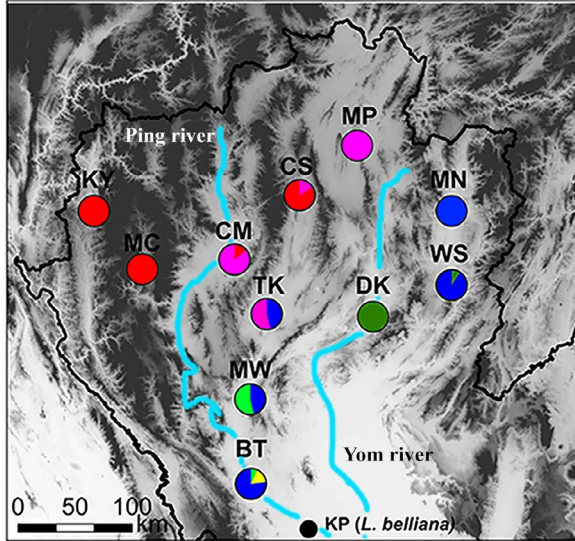 MP
Ping river
CS
KY
MN
CM
MC
WS
TK
DK
MW
BT
Yom river
0 50 100
km
KP (L. belliana)